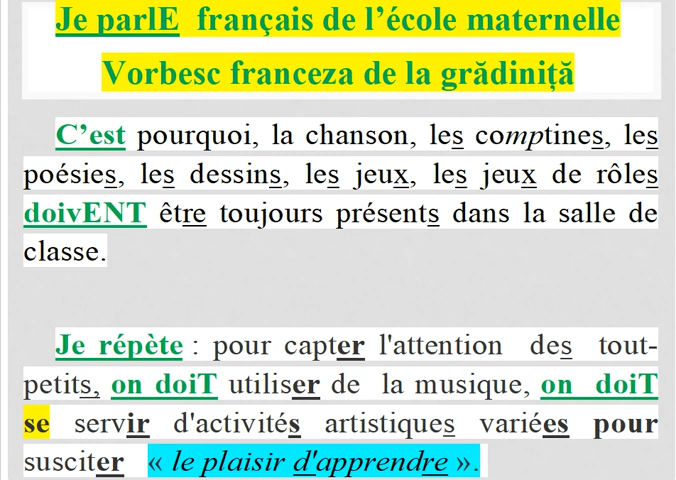 Je parlE français de l’école maternelle
Vorbesc franceza de la grădiniță
C’est pourquoi, la chanson, les comptines, les
poésies, les dessins, les jeux, les jeux de rôles
doivENT être toujours présents dans la salle de
classe.
Je répète : pour capter l'attention des tout-
petits, on doiT utiliser de la musique, on doiT
se servir d'activités artistiques variées pour
susciter « le plaisir d'apprendre ».